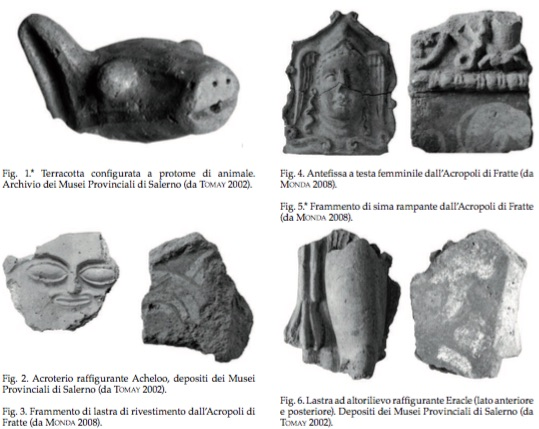 Fig. 1.* Terracotta configurata a protome di animale.
Archivio dei Musei Provinciali di Salerno (da TOMAY 2002).
Fig. 4. Antefissa a testa femminile dall'Acropoli di Fratte (da
MONDA 2008).
Fig. 5.* Frammento di sima rampante dall'Acropoli di Fratte
(da MONDA 2008).
Fig. 2. Acroterio raffigurante Acheloo, depositi dei Musei
Provinciali di Salerno (da TOMAY 2002).
Fig. 3. Frammento di lastra di rivestimento dall'Acropoli di
Fratte (da MONDA 2008).
Fig. 6. Lastra ad altorilievo raffigurante Eracle (lato anteriore
e posteriore). Depositi dei Musei Provinciali di Salerno (da
TOMAY 2002).